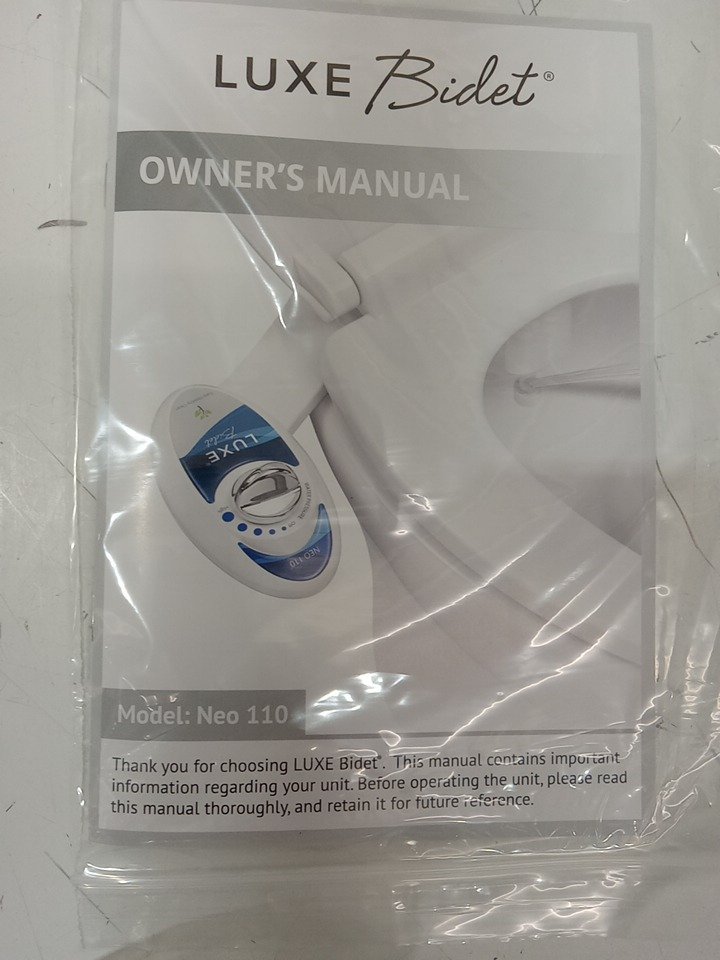 LUXE Bidet®
OWNER'S MANUAL
LUXE
Bidet
NEO 110
Model: Neo 110
Thank you for choosing LUXE Bidet®. This manual contains important
information regarding your unit. Before operating the unit, please read
this manual thoroughly, and retain it for future reference.